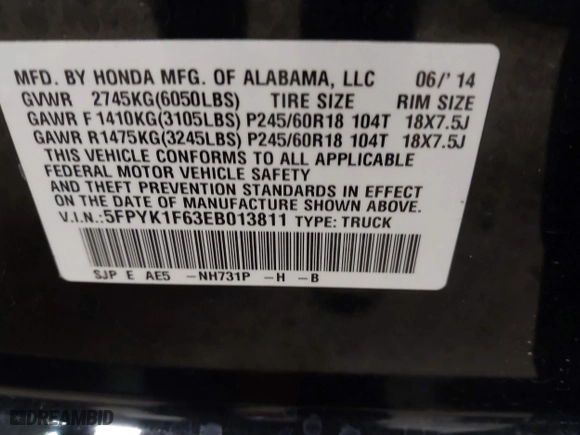 MFD. BY HONDA MFG. OF ALABAMA, LLC 06/'14
GVWR 2745KG(6050LBS) TIRE SIZE RIM SIZE
GAWR F 1410KG(3105LBS) P245/60R18 104T 18X7.5J
GAWR R1475KG(3245LBS) P245/60R18 104T 18X7.5J
THIS VEHICLE CONFORMS TO ALL APPLICABLE
FEDERAL MOTOR VEHICLE SAFETY
AND THEFT PREVENTION STANDARDS IN EFFECT
ON THE DATE OF MANUFACTURE SHOWN ABOVE.
V.I.N.:5FPYK1F63EB013811 TYPE: TRUCK
SJP E AE5 -NH731P -H -B
DREAMBID